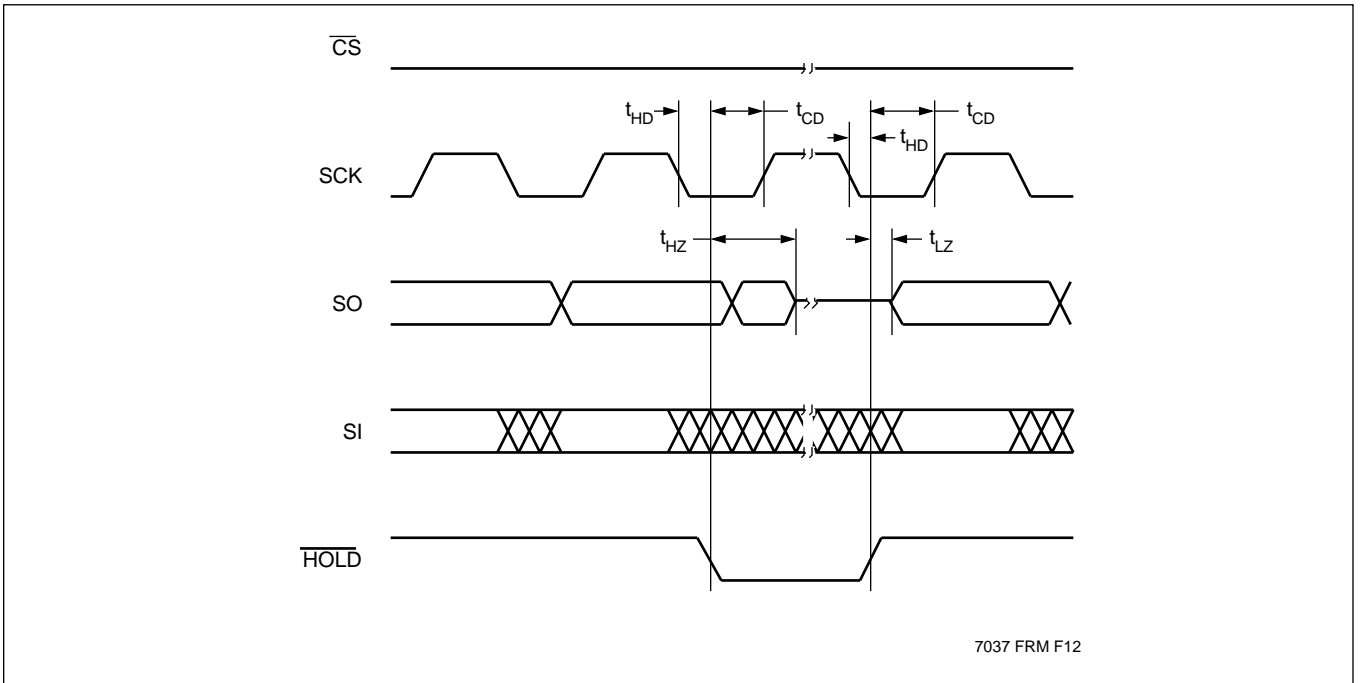 CS
tHD
tCD
tCD
tHD
SCK
tHZ
tLZ
SO
SI
HOLD
7037 FRM F12